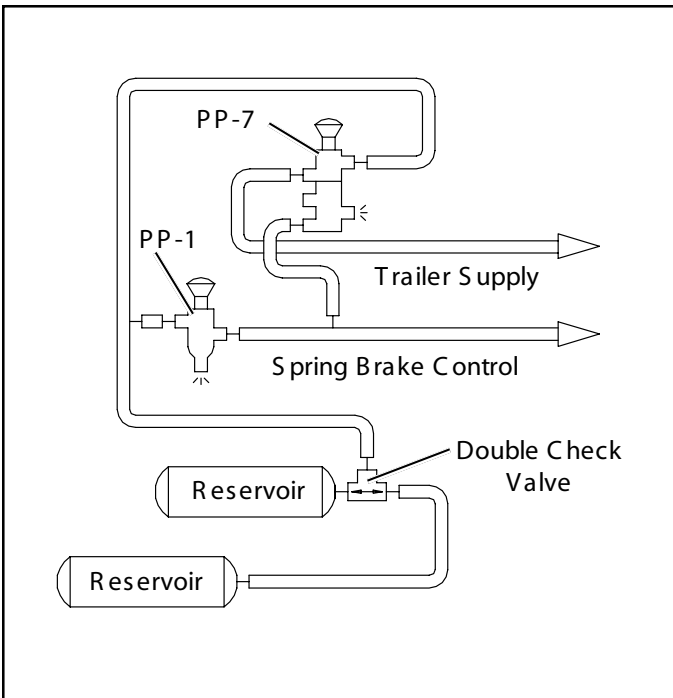 PP-7
PP-1
Trailer Supply
Spring Brake Control
Double Check
Valve
Reservoir
Reservoir